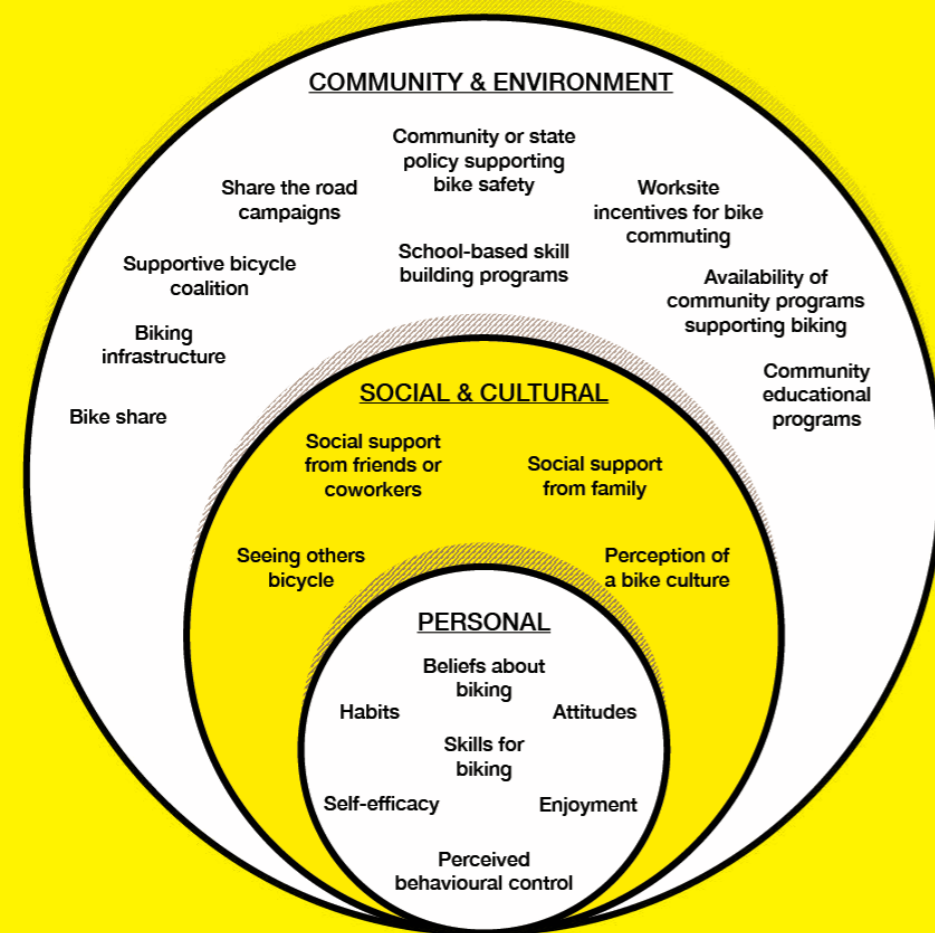 COMMUNITY & ENVIRONMENT
Community or state
policy supporting
bike safety
Share the road
campaigns
Worksite
incentives for bike
commuting
School-based skill
building programs
Supportive bicycle
coalition
Availability of
community programs
supporting biking
Biking
infrastructure
Community
educational
programs
Bike share
SOCIAL & CULTURAL
Social support
from friends or
coworkers
Social support
from family
Seeing others
bicycle
Perception of
a bike culture
PERSONAL
Beliefs about
biking
Habits
Attitudes
Skills for
biking
Self-efficacy
Enjoyment
Perceived
behavioural control